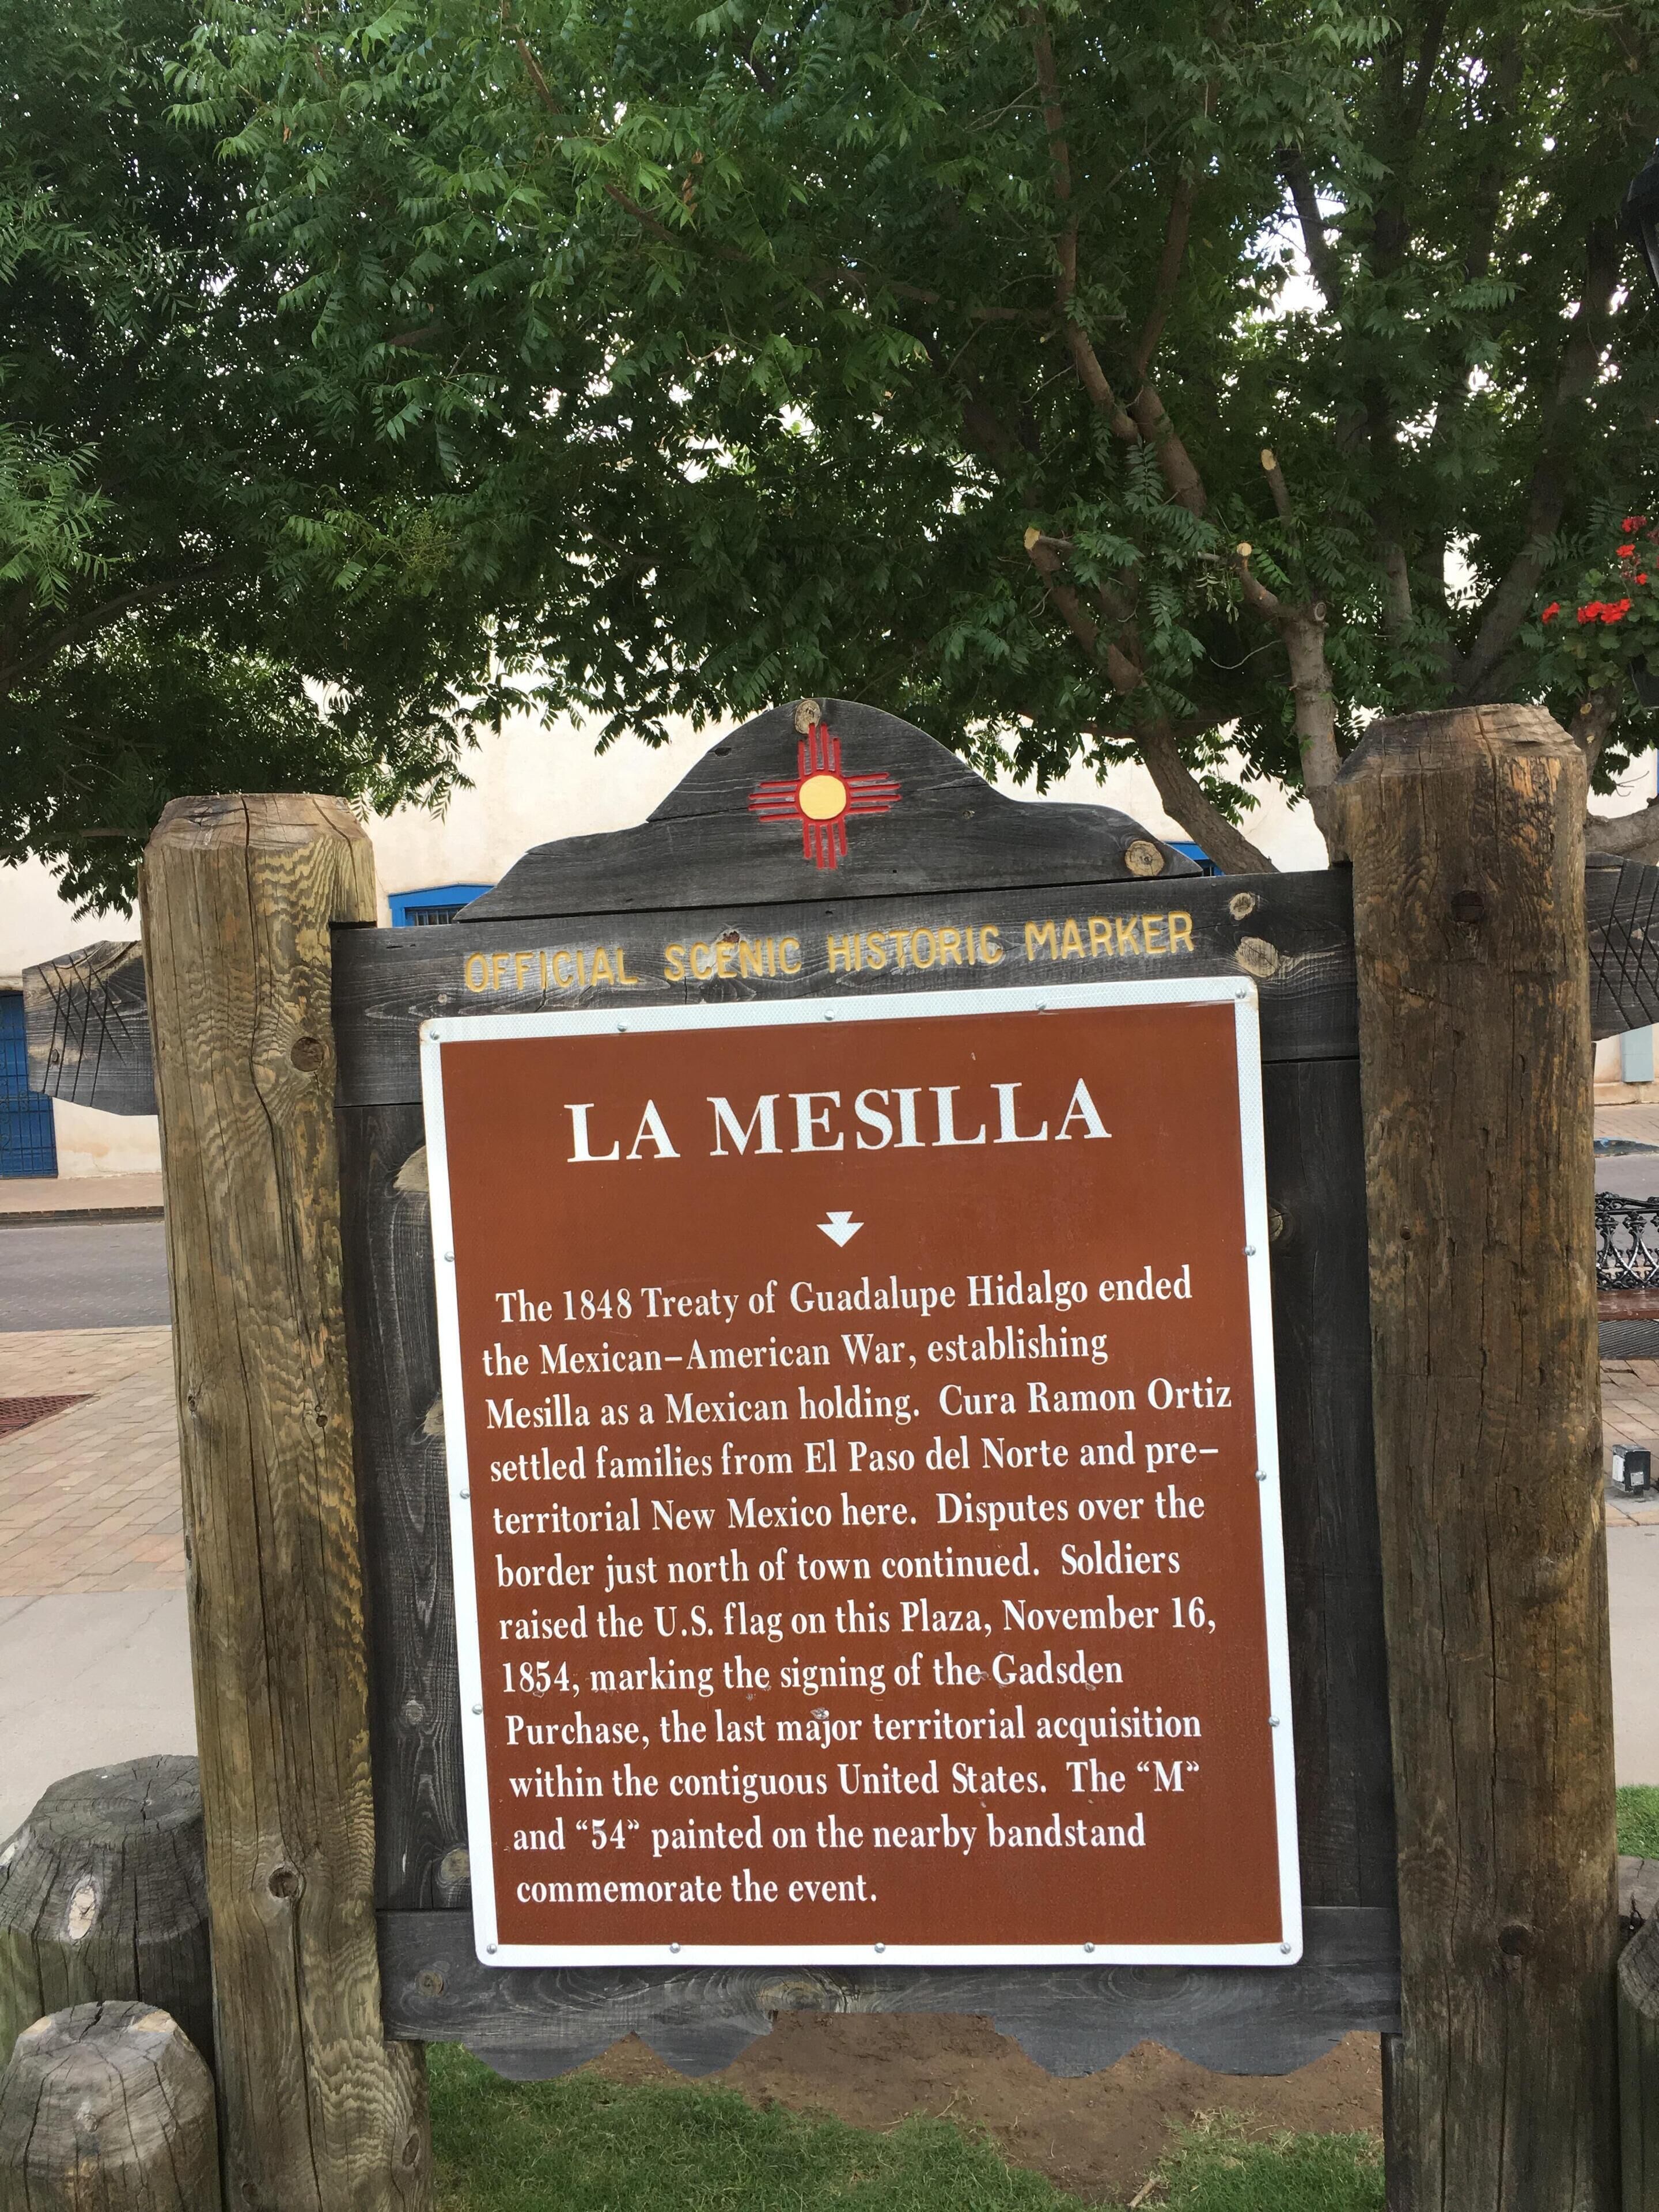 OFFICIAL SCENIC HISTORIC MARKER
LA MESILLA
The 1848 Treaty of Guadalupe Hidalgo ended
the Mexican–American War, establishing
Mesilla as a Mexican holding.  Cura Ramon Ortiz
settled families from El Paso del Norte and pre–
territorial New Mexico here.  Disputes over the
border just north of town continued.  Soldiers
raised the U.S. flag on this Plaza, November 16,
1854, marking the signing of the Gadsden
Purchase, the last major territorial acquisition
within the contiguous United States.  The “M”
and “54” painted on the nearby bandstand
commemorate the event.